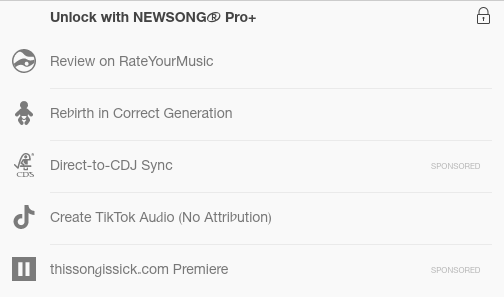 Unlock with NEWSONG® Pro+
Review on RateYourMusic
Rebirth in Correct Generation
CDS
Direct-to-CDJ Sync
SPONSORED
Create TikTok Audio (No Attribution)
thissongissick.com Premiere
SPONSORED